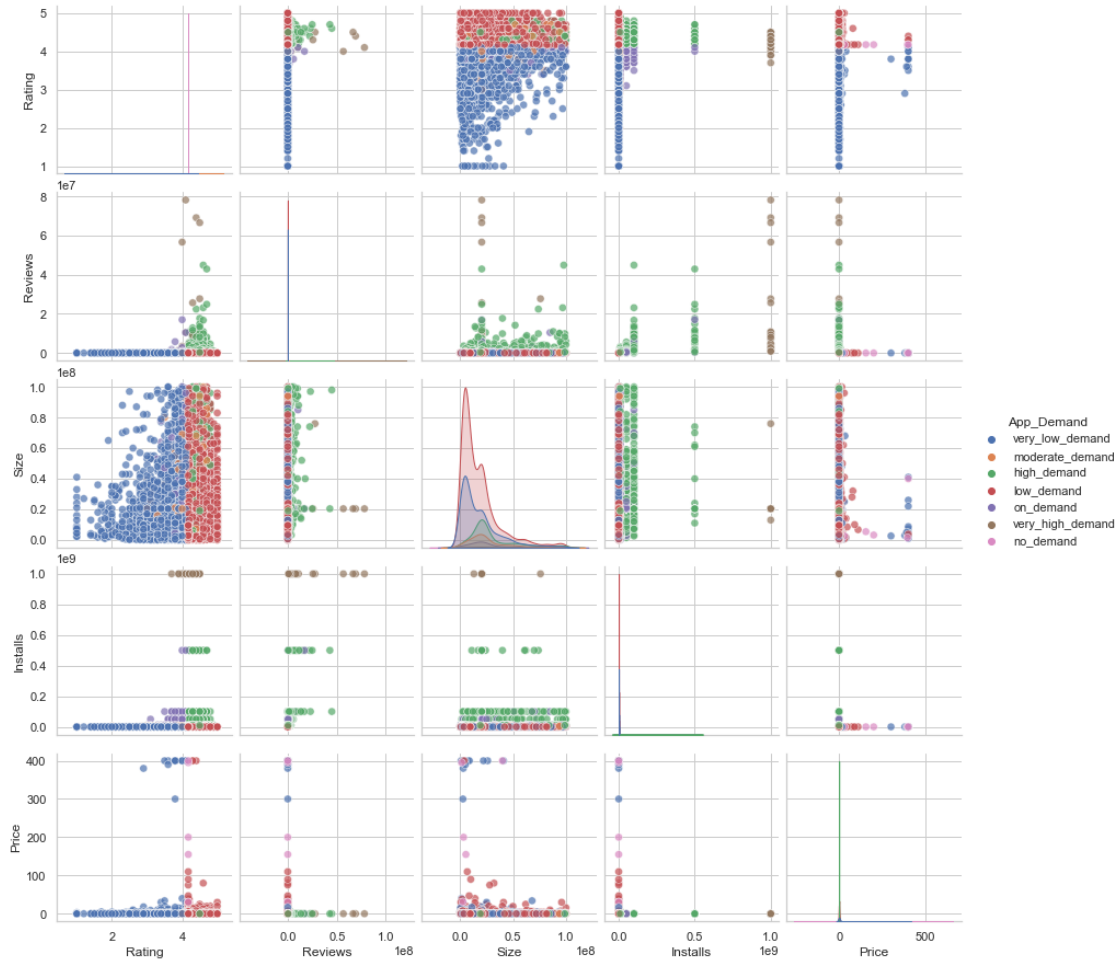 5
4
3
2
1
Rating
1e7
8
6
4
2
0
Reviews
1e8
1.0
0.8
0.6
0.4
0.2
0.0
Size
1e9
1.0
0.8
0.6
0.4
0.2
0.0
Installs
400
300
200
100
0
Price
2 4
Rating
0.0 0.5 1.0
1e8
Reviews
0.0 0.5 1.0
1e8
Size
0.0 0.5 1.0
1e9
Installs
0 500
Price
App_Demand
very_low_demand
moderate_demand
high_demand
low_demand
on_demand
very_high_demand
no_demand